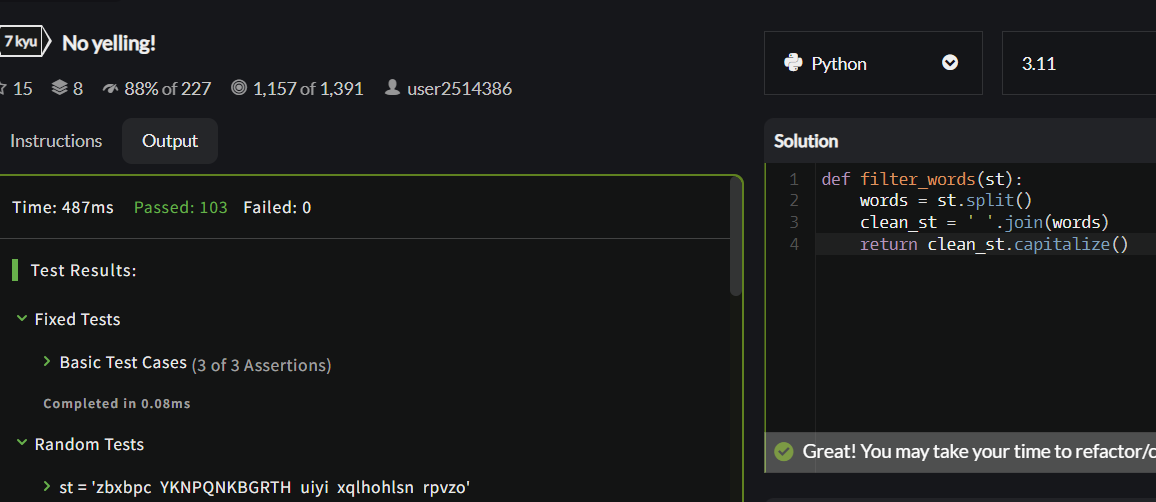 7 kyu No yelling!
15 8 88% of 227 1,157 of 1,391 user2514386
Instructions Output
Time: 487ms Passed: 103 Failed: 0
Test Results:
Fixed Tests
Basic Test Cases (3 of 3 Assertions)
Completed in 0.08ms
Random Tests
st = 'zbxbpc YKNPQNKBGRTH uiyi xqlhohlsn rpvzo'
Python 3.11
Solution
1 def filter_words(st):
2 words = st.split()
3 clean_st = ' '.join(words)
4 return clean_st.capitalize()
Great! You may take your time to refactor/c